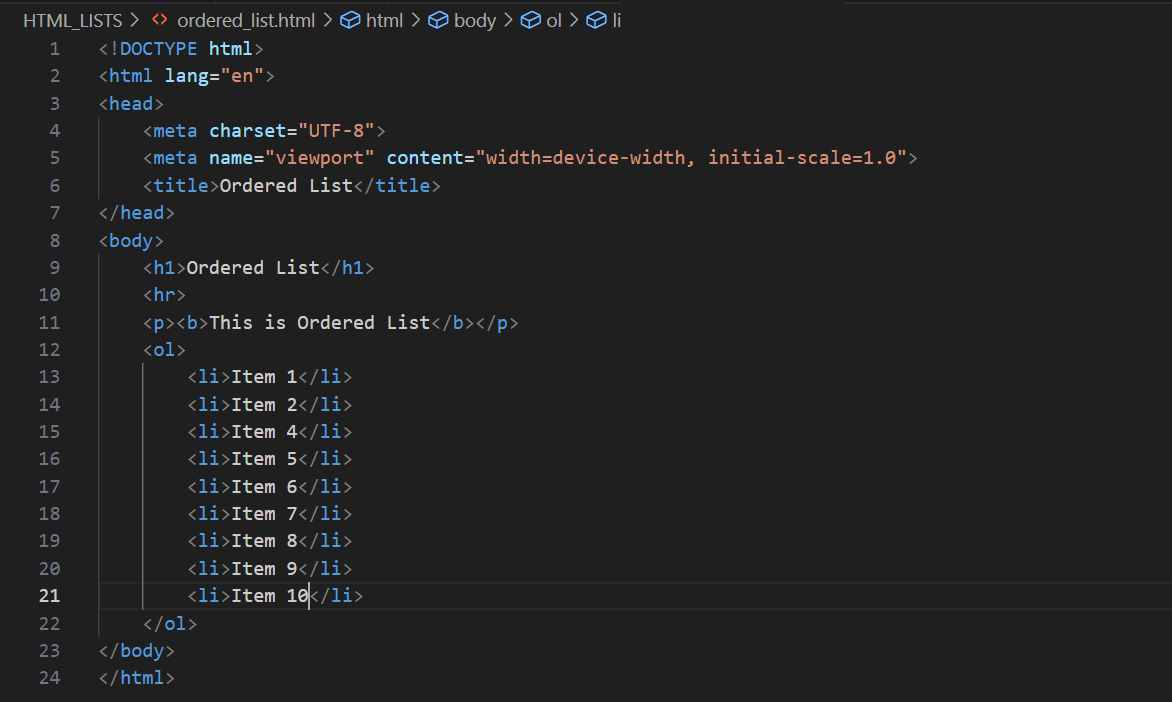 HTML_LISTS > <> ordered_list.html > html > body > ol > li
1 <!DOCTYPE html>
2 <html lang="en">
3 <head>
4     <meta charset="UTF-8">
5     <meta name="viewport" content="width=device-width, initial-scale=1.0">
6     <title>Ordered List</title>
7 </head>
8 <body>
9     <h1>Ordered List</h1>
10     <hr>
11     <p><b>This is Ordered List</b></p>
12     <ol>
13         <li>Item 1</li>
14         <li>Item 2</li>
15         <li>Item 4</li>
16         <li>Item 5</li>
17         <li>Item 6</li>
18         <li>Item 7</li>
19         <li>Item 8</li>
20         <li>Item 9</li>
21         <li>Item 10</li>
22     </ol>
23 </body>
24 </html>